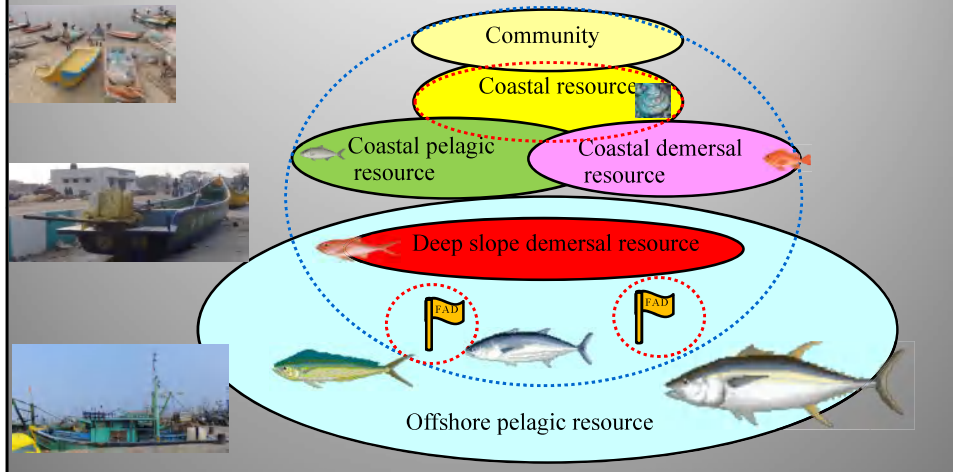 Community
Coastal resource
Coastal pelagic
resource
Coastal demersal
resource
Deep slope demersal resource
FAD
FAD
Offshore pelagic resource